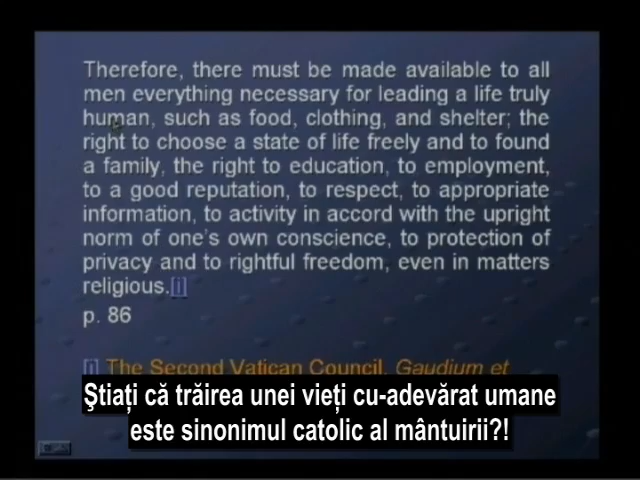 Therefore, there must be made available to all
men everything necessary for leading a life truly
human, such as food, clothing, and shelter; the
right to choose a state of life freely and to found
a family, the right to education, to employment,
to a good reputation, to respect, to appropriate
information, to activity in accord with the upright
norm of one's own conscience, to protection of
privacy and to rightful freedom, even in matters
religious.[i]
p. 86
[i] The Second Vatican Council, Gaudium et
Ştiaţi că trăirea unei vieţi cu-adevărat umane
este sinonimul catolic al mântuirii?!